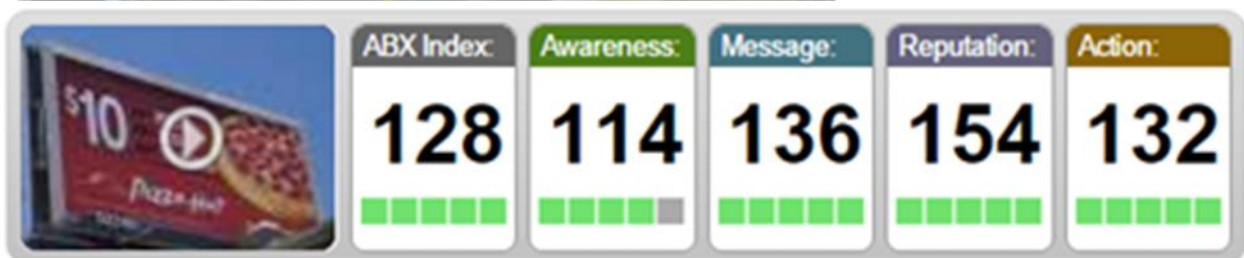 $10
Pizza Hut
ABX Index:
128
Awareness:
114
Message:
136
Reputation:
154
Action:
132